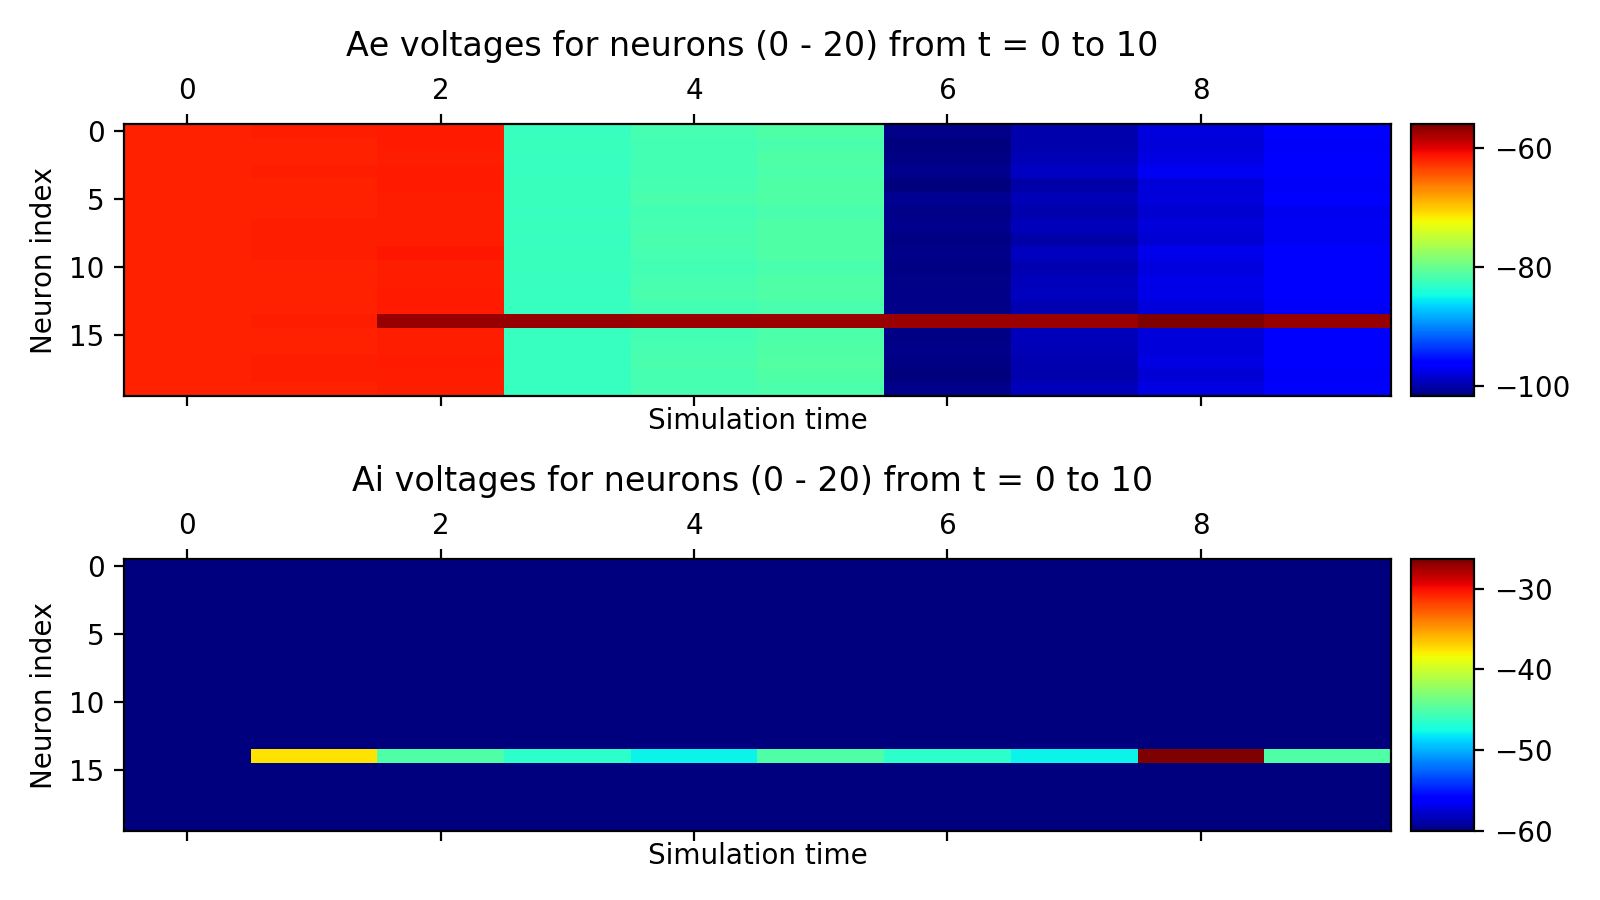 Ae voltages for neurons (0 - 20) from t = 0 to 10
0 2 4 6 8
Neuron index
0
5
10
15
Simulation time
−60
−80
−100
Ai voltages for neurons (0 - 20) from t = 0 to 10
0 2 4 6 8
Neuron index
0
5
10
15
Simulation time
−30
−40
−50
−60